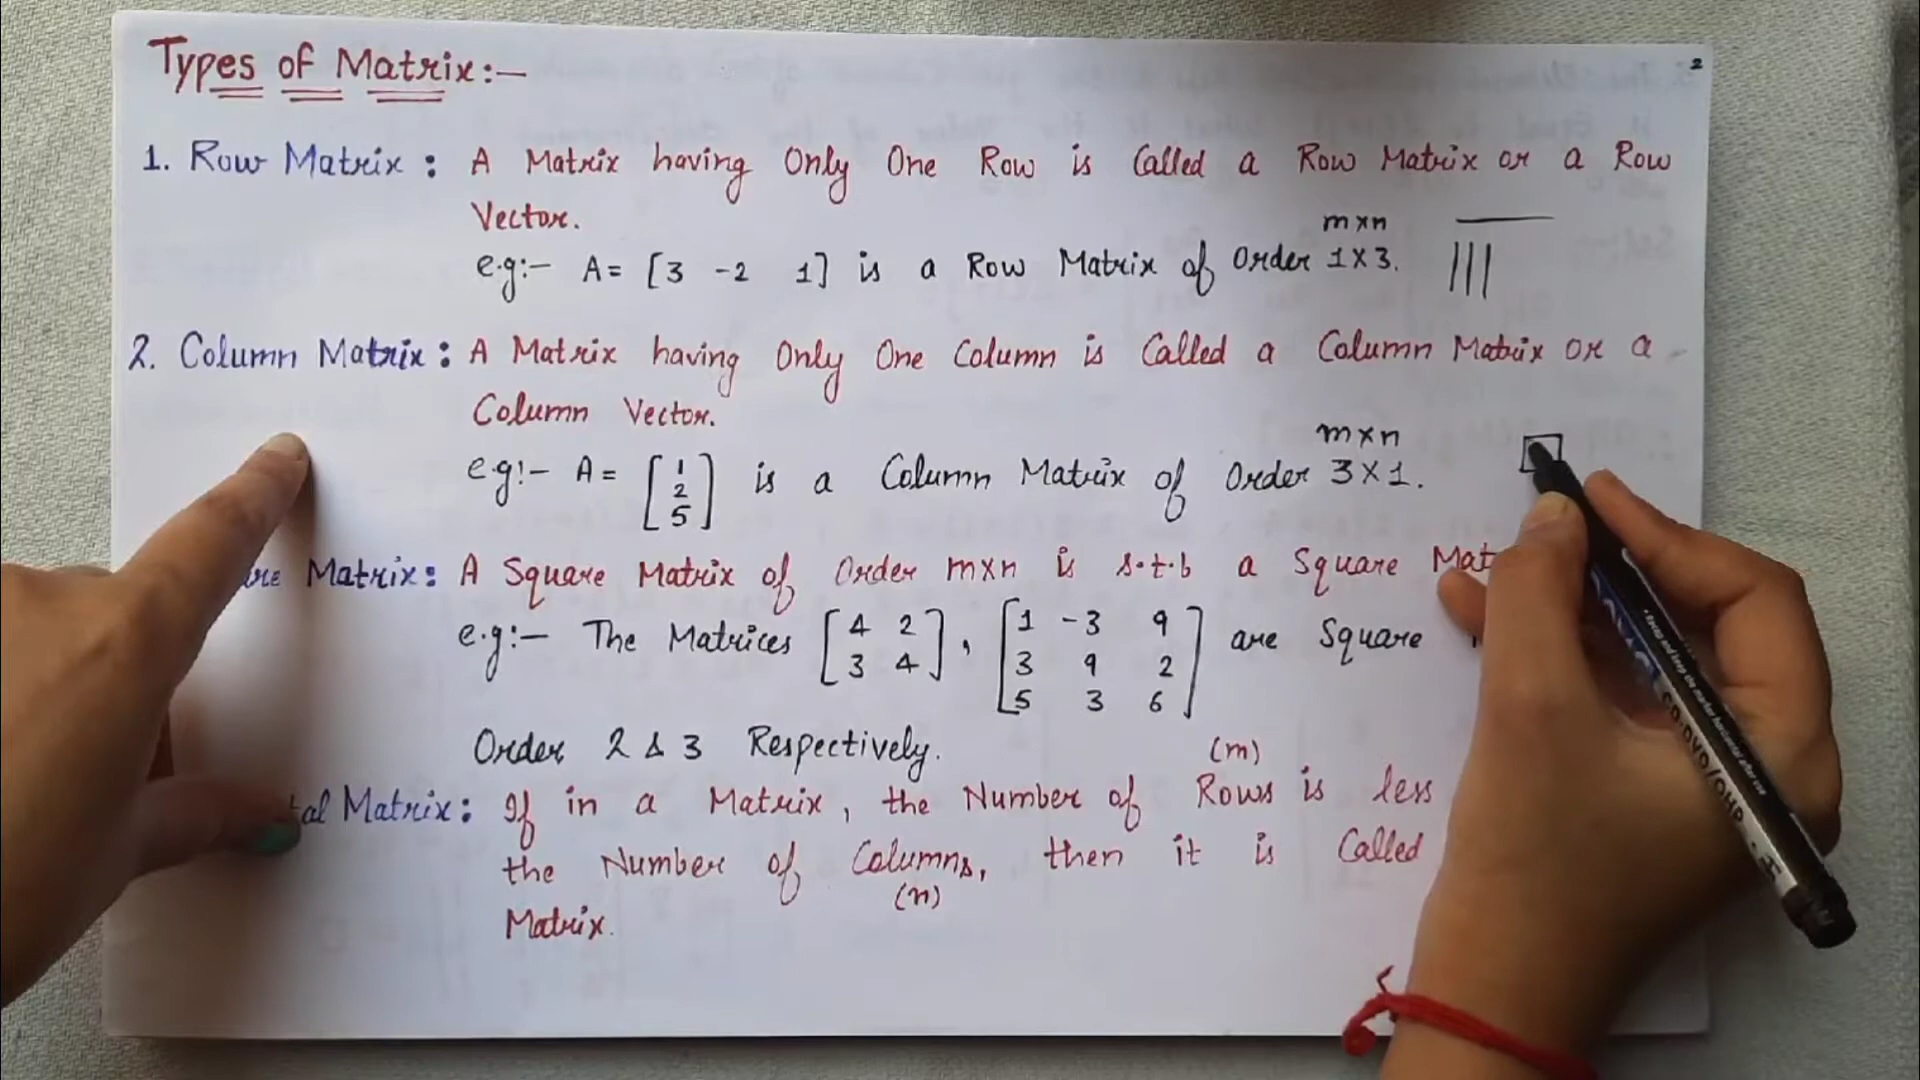 Types of Matrix:-
2
1. Row Matrix : A Matrix having Only One Row is Called a Row Matrix or a Row
Vector.
m×n
e.g:- A= [3 -2 1] is a Row Matrix of Order 1×3.
2. Column Matrix : A Matrix having Only One Column is Called a Column Matrix or a
Column Vector.
m×n
e.g:- A = [1 2 5] is a Column Matrix of Order 3×1.
Matrix: A Square Matrix of Order m×n is s.t.b a Square Mat
e.g:- The Matrices [4 2 3 4], [1 -3 9 3 9 2 5 3 6] are Square
Order 2 & 3 Respectively.
(m)
Matrix: If in a Matrix, the Number of Rows is less
the Number of Columns, then it is Called
(n)
Matrix.
CD-DVD/OHP